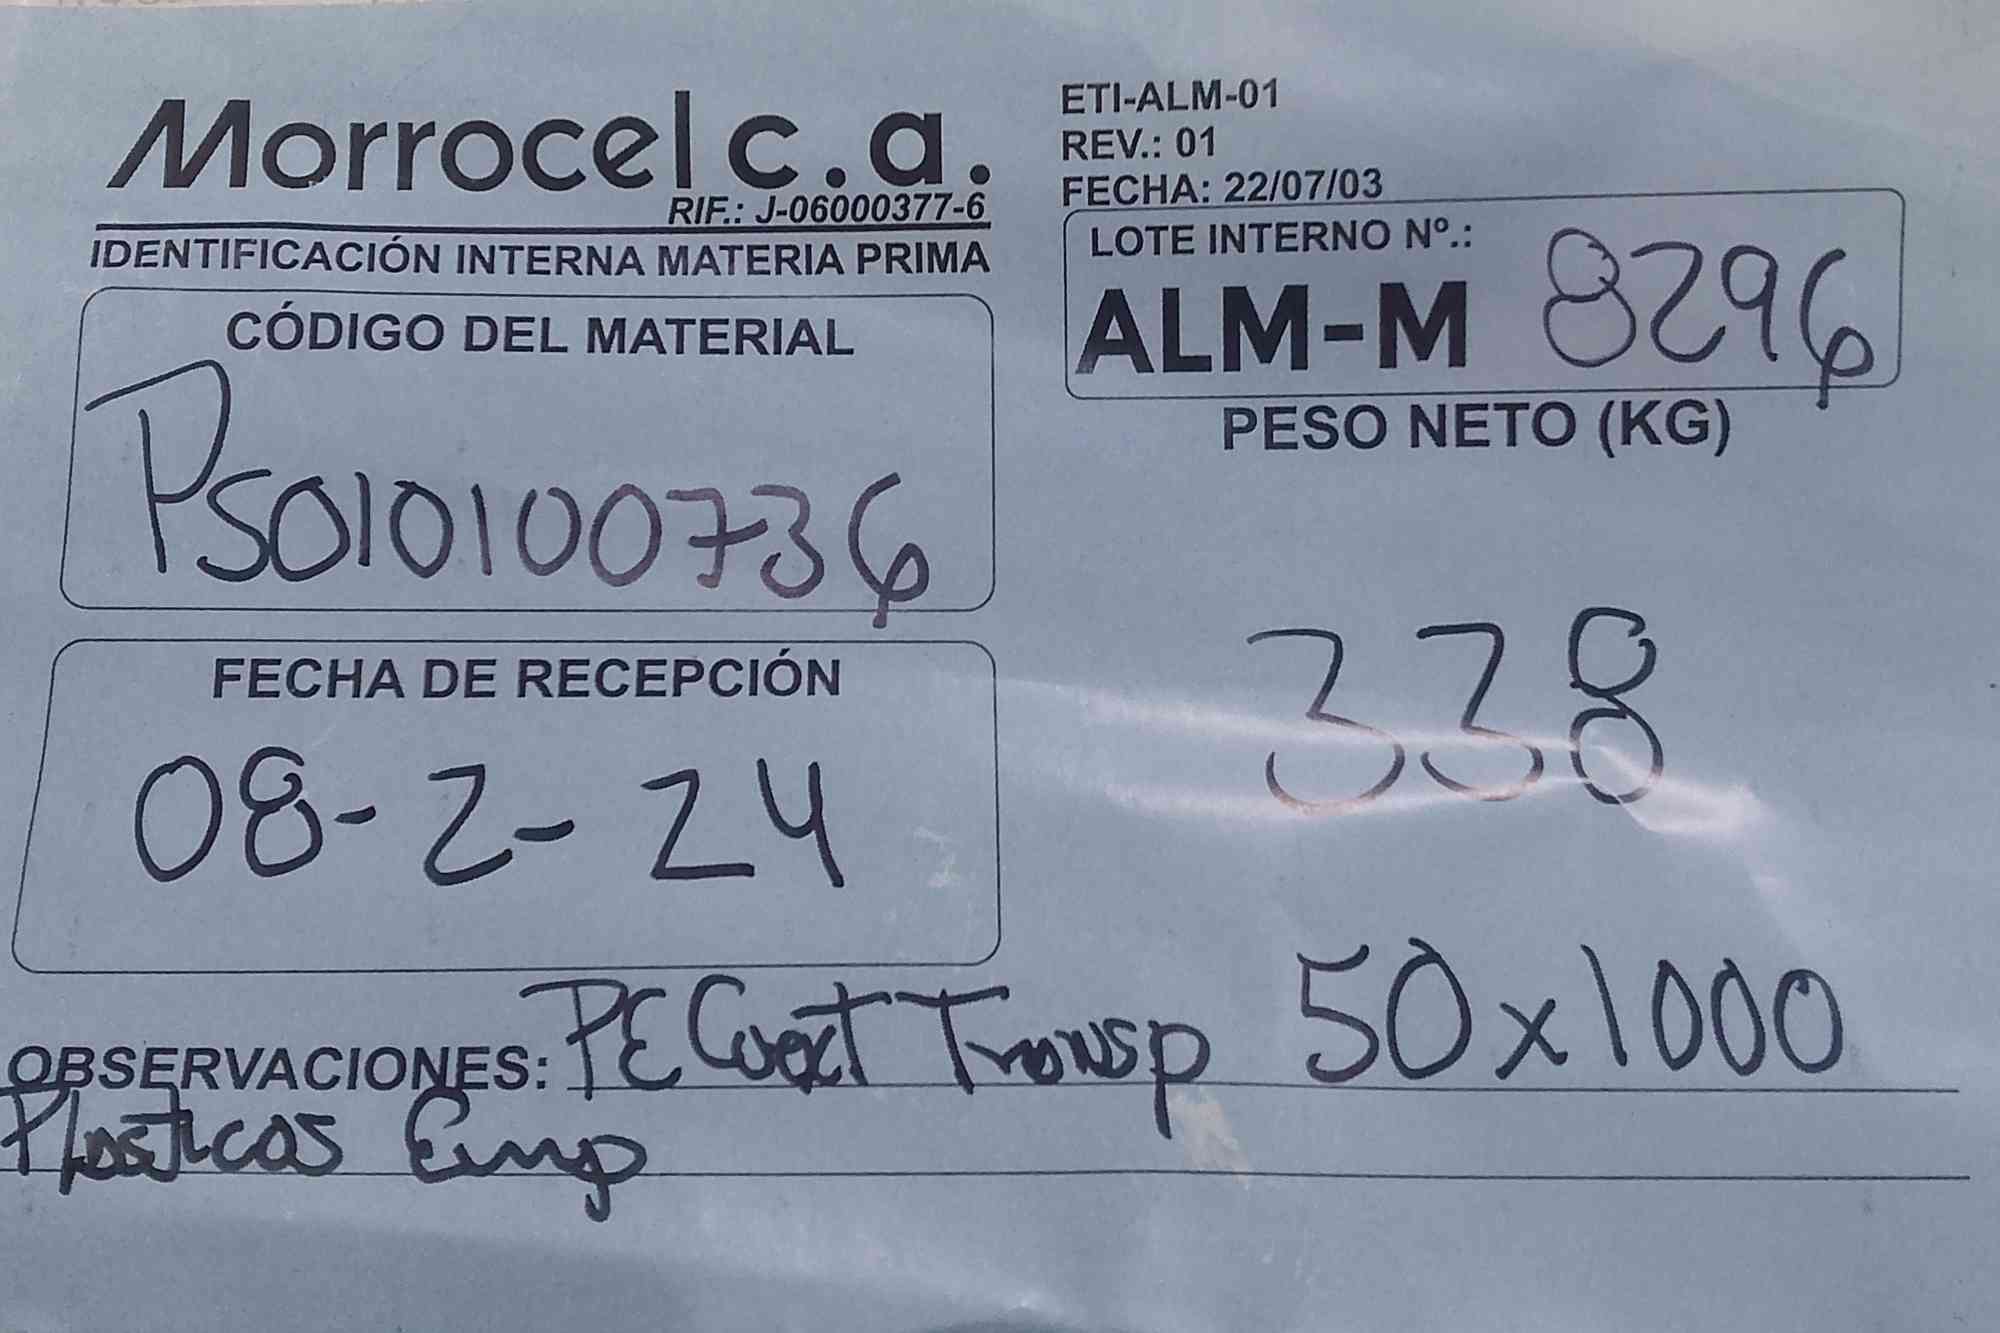 Morrocel c.a.
RIF.: J-06000377-6
IDENTIFICACIÓN INTERNA MATERIA PRIMA
ETI-ALM-01
REV.: 01
FECHA: 22/07/03
LOTE INTERNO Nº.:
ALM-M 8296
CÓDIGO DEL MATERIAL
PS010100736
PESO NETO (KG)
338
FECHA DE RECEPCIÓN
08-2-24
OBSERVACIONES: PE Coext Transp 50x1000
Plasticos Emp